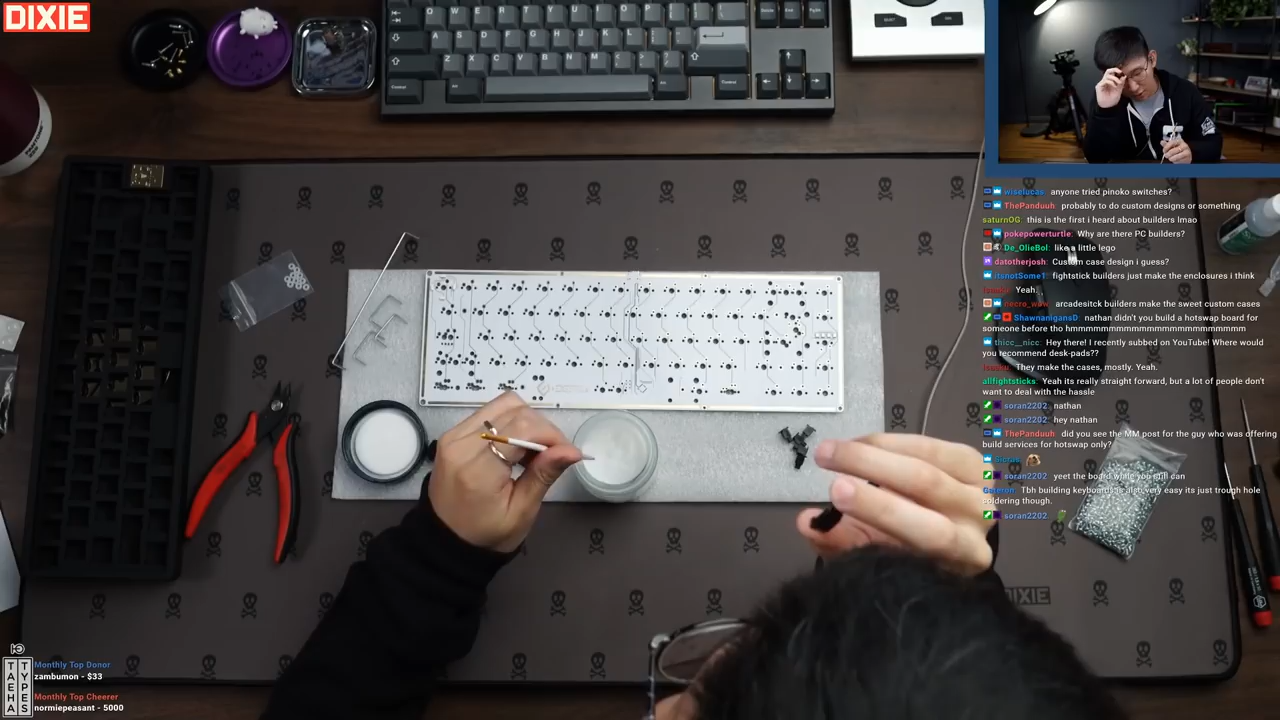 DIXIE
wiselucas: anyone tried pinoko switches?
ThePanduuh: probably to do custom designs or something
saturnOG: this is the first i heard about builders lmao
pokepowerturtle: Why are there PC builders?
De_OlieBol: like a little lego
datotherjosh: Custom case design i guess?
itsnotSome1: fightstick builders just make the enclosures i think
Yeah.
necro_waw: arcadesitck builders make the sweet custom cases
ShawnanigansD: nathan didn't you build a hotswap board for
someone before tho hmmmmmmmmmmmmmmmmmmmmmmmmmm
thicc__nicc: Hey there! I recently subbed on YouTube! Where would
you recommend desk-pads??
They make the cases, mostly. Yeah.
allfightsticks: Yeah its really straight forward, but a lot of people don't
want to deal with the hassle
soran2202: nathan
soran2202: hey nathan
ThePanduuh: did you see the MM post for the guy who was offering
build services for hotswap only?
soran2202: yeet the board while you still can
Gateron: Tbh building keyboards is also very easy its just trough hole
soldering though.
soran2202:
DIXIE
TAEHA
TYPES
Monthly Top Donor
zambumon - $33
Monthly Top Cheerer
normiepeasant - 5000